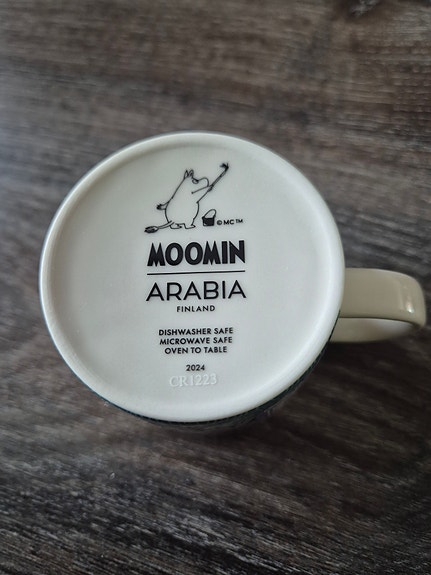 © MC™
MOOMIN
ARABIA
FINLAND
DISHWASHER SAFE
MICROWAVE SAFE
OVEN TO TABLE
2024
CR1223